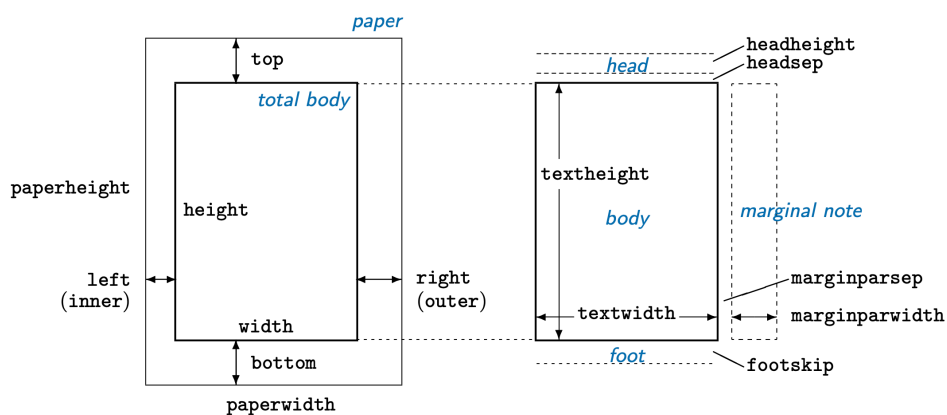 paper
top
total body
paperheight
height
left
(inner)
right
(outer)
width
bottom
paperwidth
headheight
head
headsep
textheight
body
marginal note
marginparsep
textwidth
marginparwidth
foot
footskip